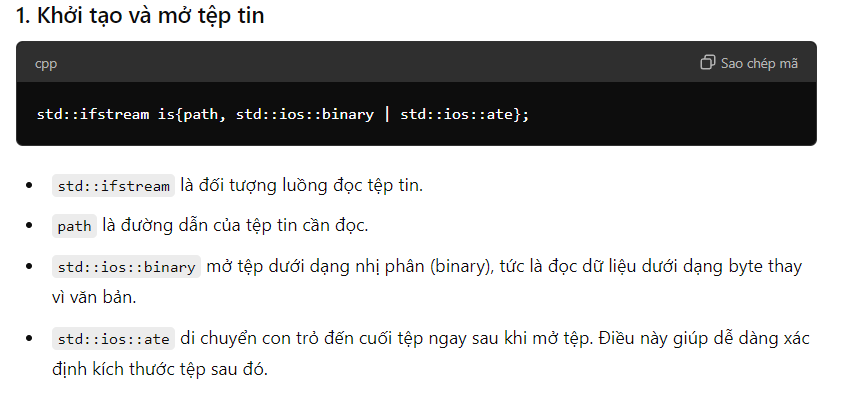 1. Khởi tạo và mở tệp tin
cpp
Sao chép mã
std::ifstream is{path, std::ios::binary | std::ios::ate};
• std::ifstream là đối tượng luồng đọc tệp tin.
• path là đường dẫn của tệp tin cần đọc.
• std::ios::binary mở tệp dưới dạng nhị phân (binary), tức là đọc dữ liệu dưới dạng byte thay
vì văn bản.
• std::ios::ate di chuyển con trỏ đến cuối tệp ngay sau khi mở tệp. Điều này giúp dễ dàng xác
định kích thước tệp sau đó.